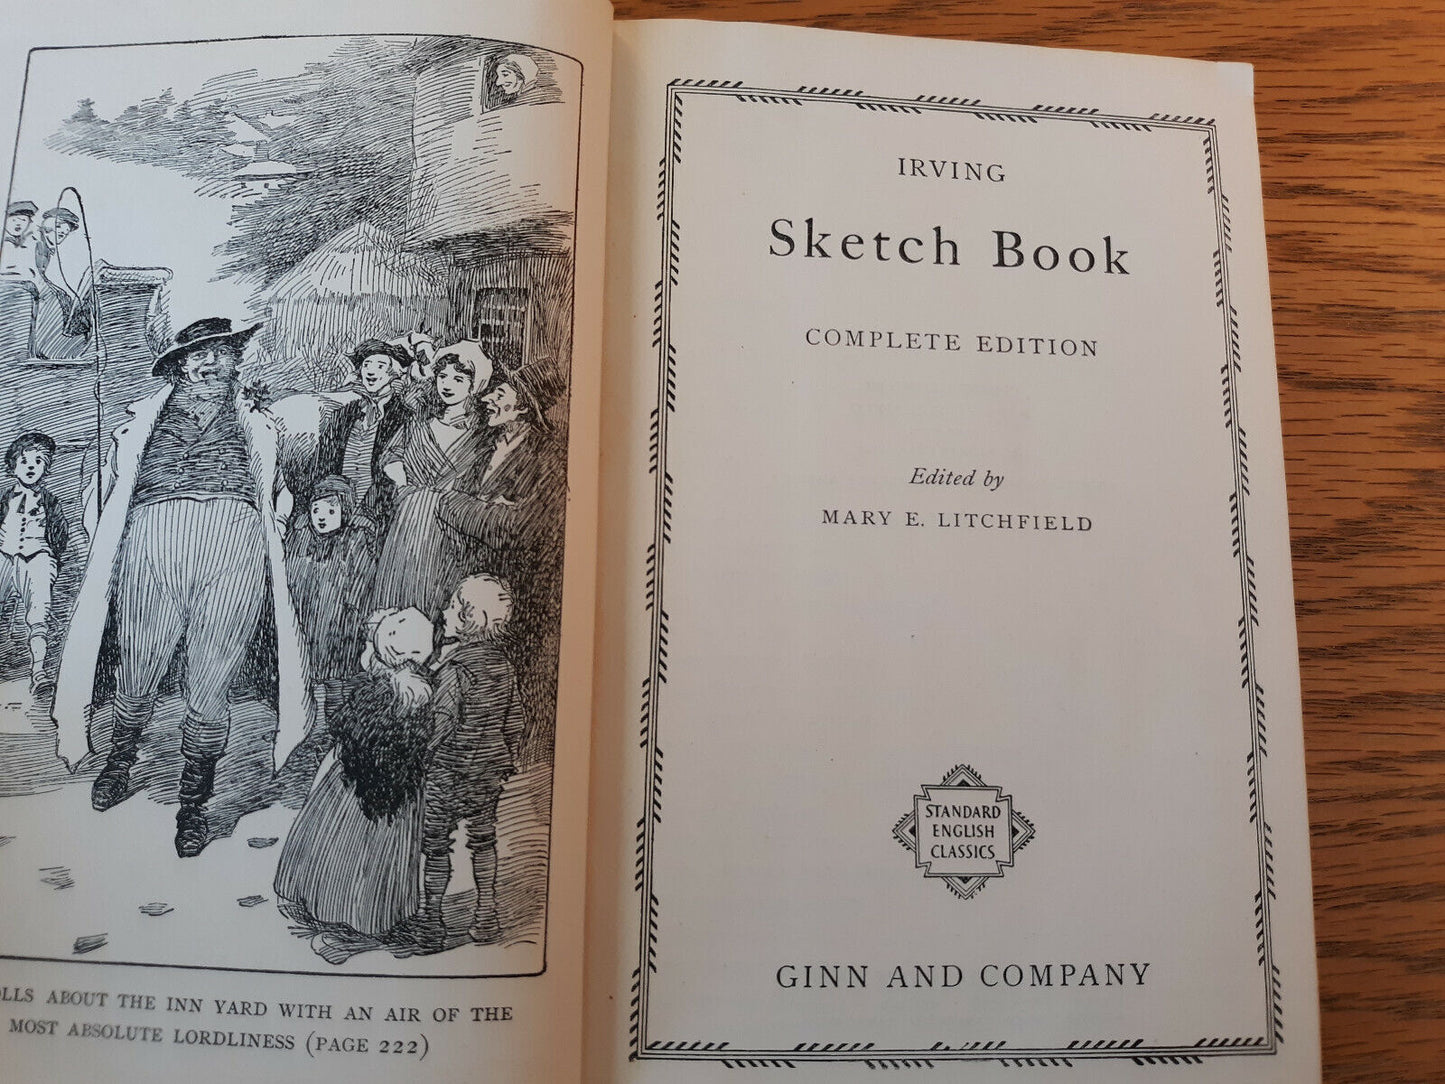 ABOUT THE INN YARD WITH AN AIR OF THE
MOST ABSOLUTE LORDLINESS (PAGE 222)
IRVING
Sketch Book
COMPLETE EDITION
Edited by
MARY E. LITCHFIELD
STANDARD
ENGLISH
CLASSICS
GINN AND COMPANY